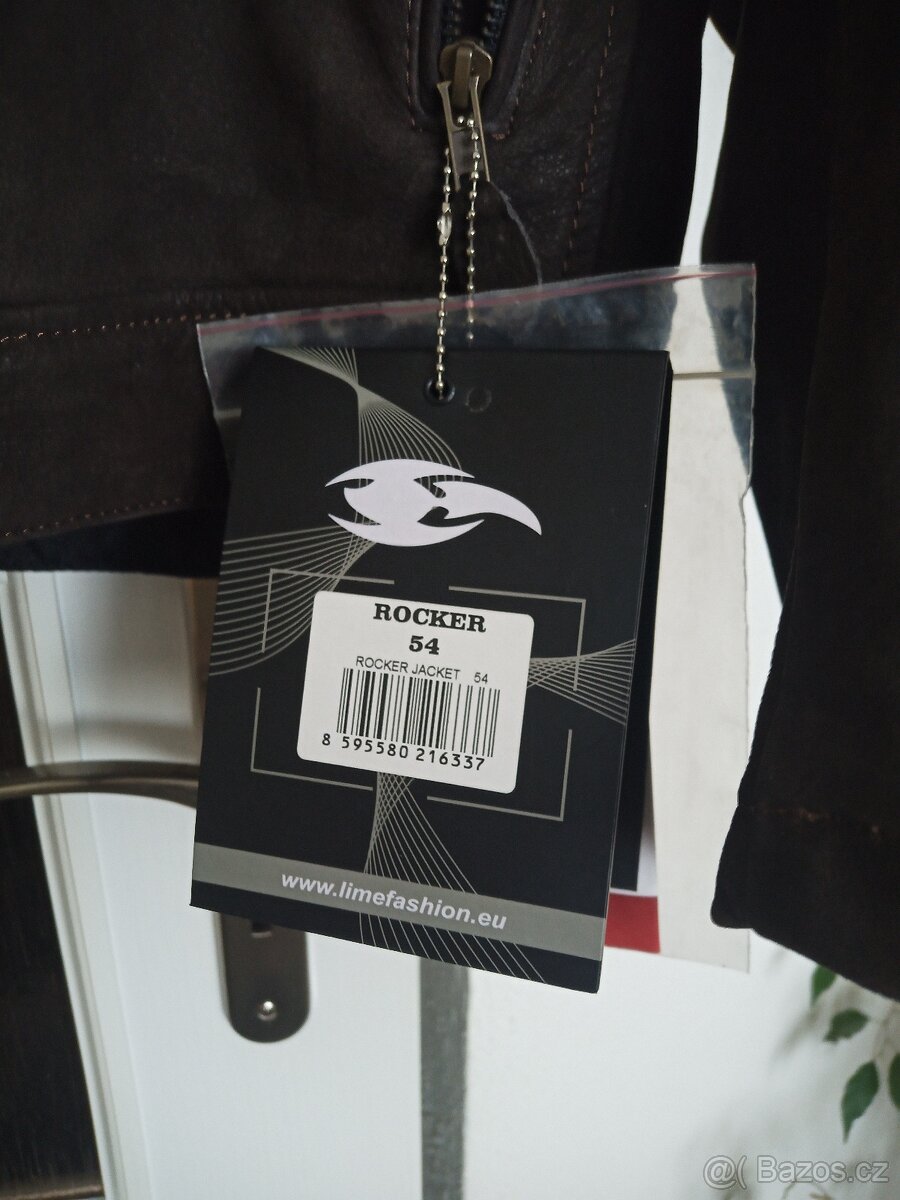 ROCKER
54
ROCKER JACKET 54
8 595580 216337
www.limefashion.eu
@( Bazos.cz